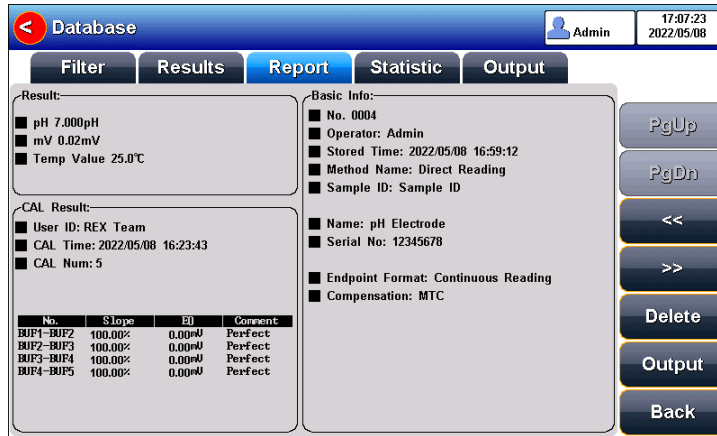 Database
Admin
17:07:23
2022/05/08
Filter Results Report Statistic Output
Result:
pH 7.000pH
mV 0.02mV
Temp Value 25.0℃
CAL Result:
User ID: REX Team
CAL Time: 2022/05/08 16:23:43
CAL Num: 5
No. Slope E0 Comment
BUF1-BUF2 100.00% 0.00mV Perfect
BUF2-BUF3 100.00% 0.00mV Perfect
BUF3-BUF4 100.00% 0.00mV Perfect
BUF4-BUF5 100.00% 0.00mV Perfect
Basic Info:
No. 0004
Operator: Admin
Stored Time: 2022/05/08 16:59:12
Method Name: Direct Reading
Sample ID: Sample ID
Name: pH Electrode
Serial No: 12345678
Endpoint Format: Continuous Reading
Compensation: MTC
PgUp
PgDn
<<
>>
Delete
Output
Back